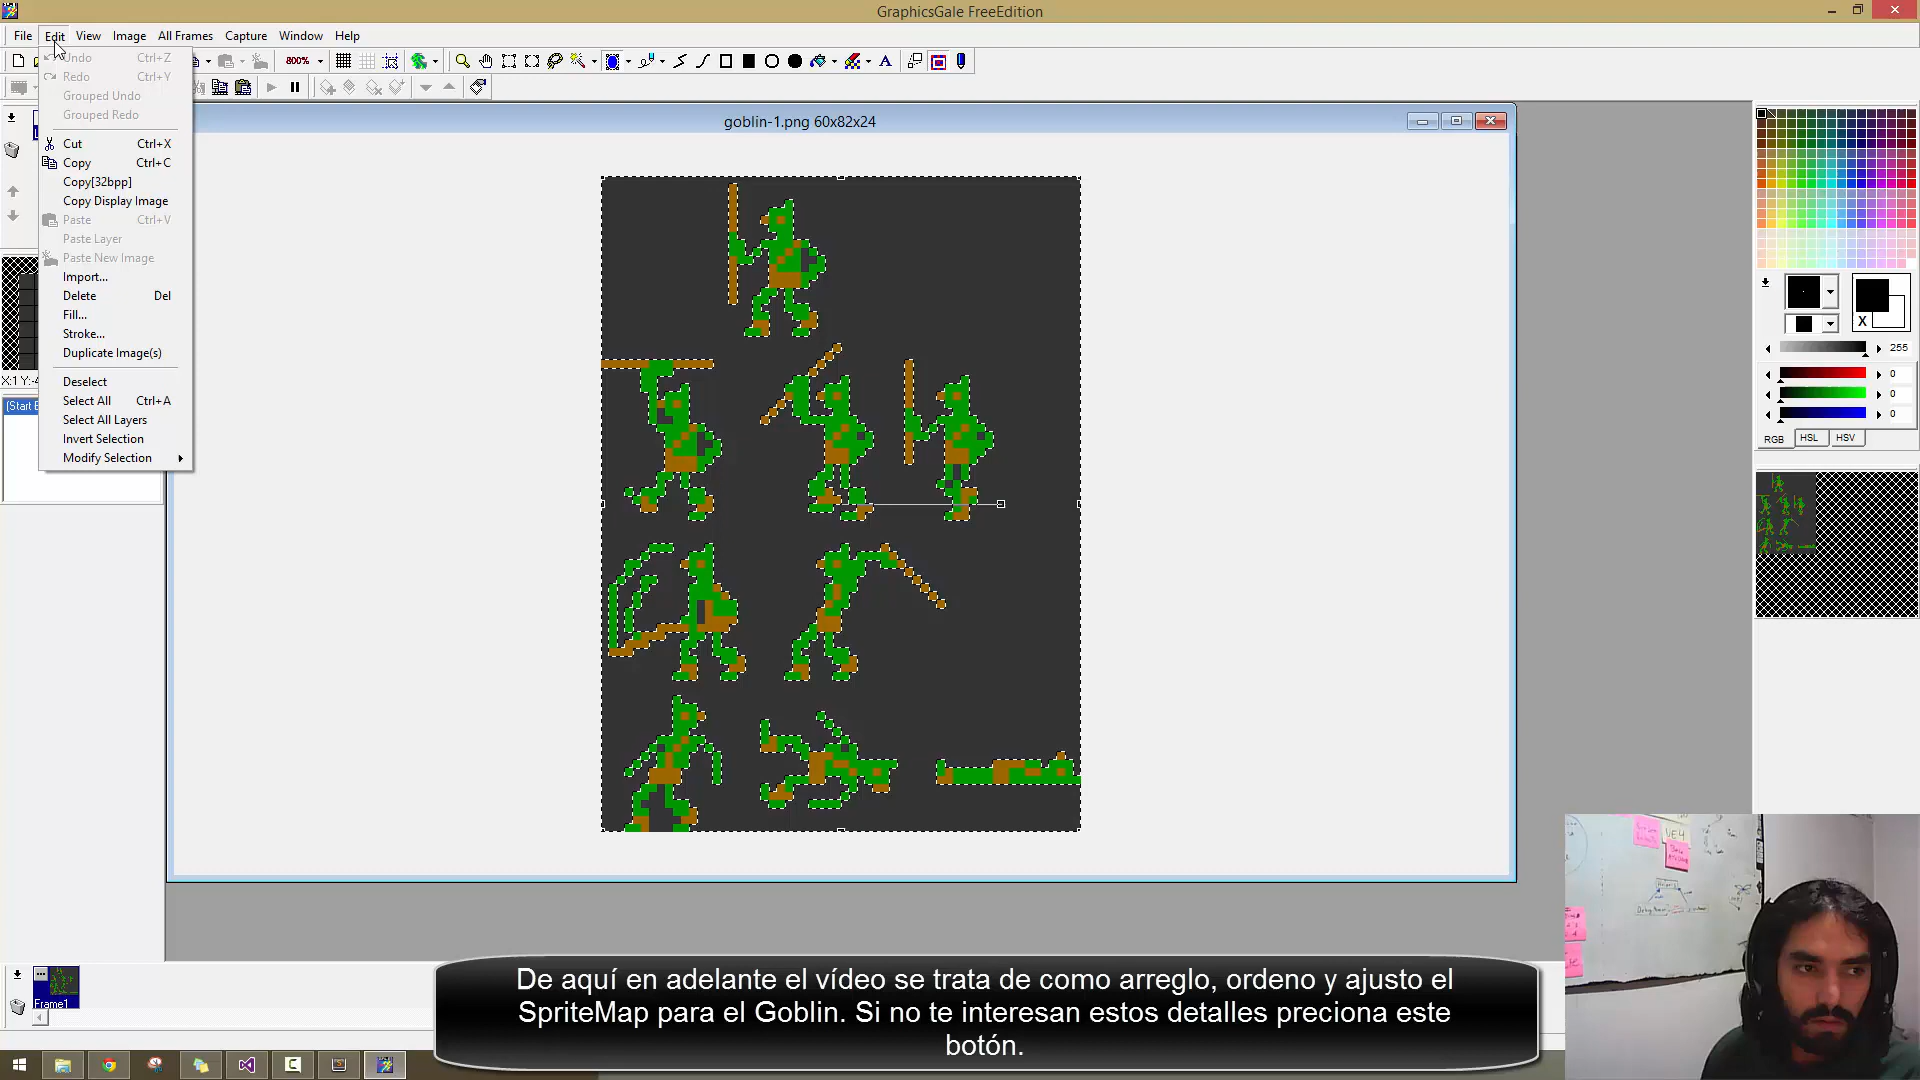 GraphicsGale FreeEdition
File Edit View Image All Frames Capture Window Help
800%
Undo Ctrl+Z
Redo Ctrl+Y
Grouped Undo
Grouped Redo
Cut Ctrl+X
Copy Ctrl+C
Copy[32bpp]
Copy Display Image
Paste Ctrl+V
Paste Layer
Paste New Image
Import...
Delete Del
Fill...
Stroke...
Duplicate Image(s)
Deselect
Select All Ctrl+A
Select All Layers
Invert Selection
Modify Selection
goblin-1.png 60x82x24
X
255
0
0
0
RGB HSL HSV
Frame1
De aquí en adelante el vídeo se trata de como arreglo, ordeno y ajusto el
SpriteMap para el Goblin. Si no te interesan estos detalles preciona este
botón.